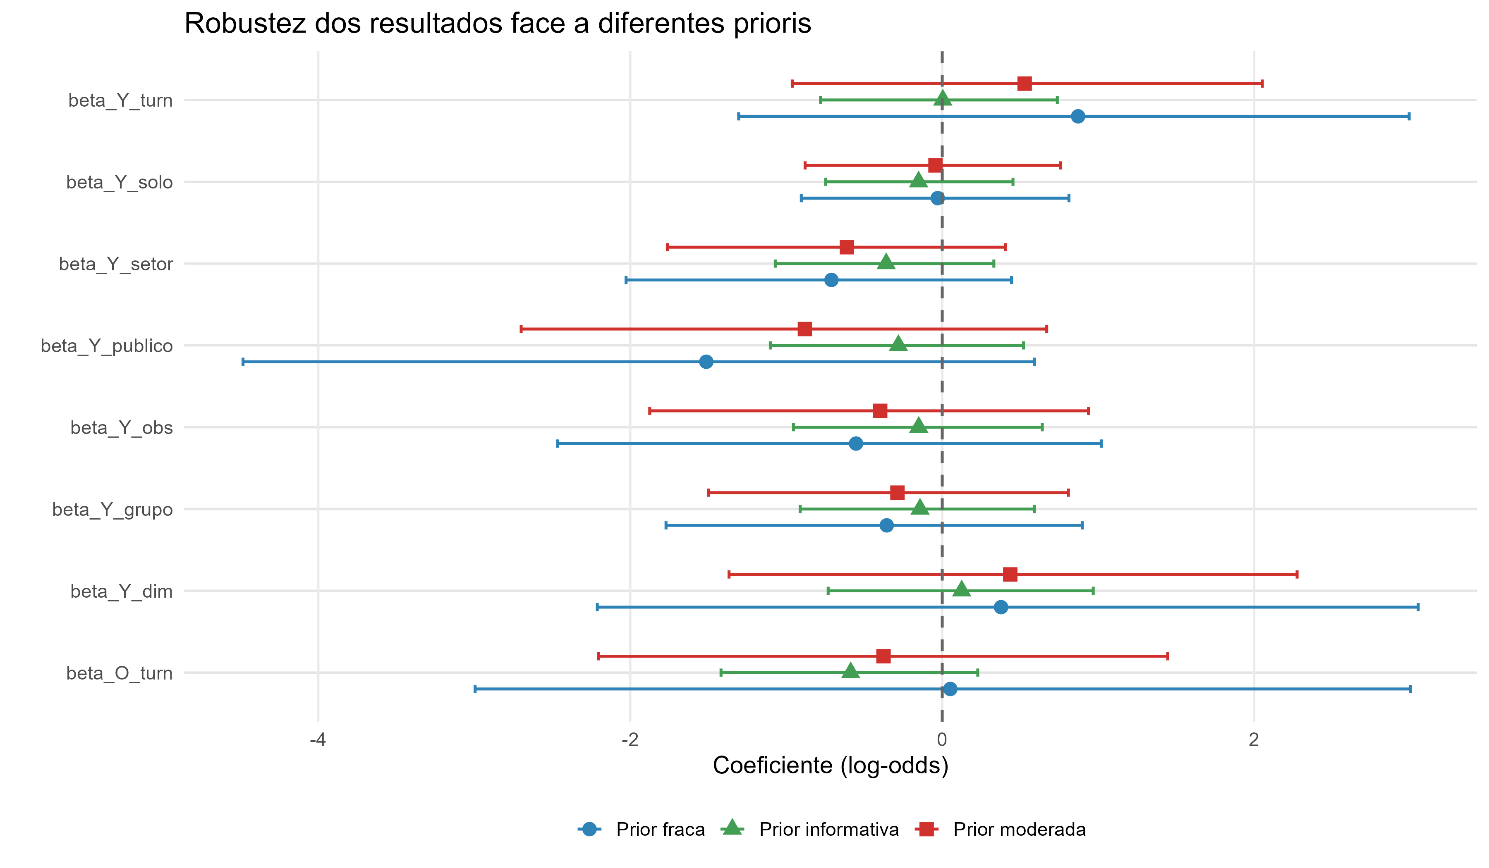 Robustez dos resultados face a diferentes prioris
beta_Y_turn
beta_Y_solo
beta_Y_setor
beta_Y_publico
beta_Y_obs
beta_Y_grupo
beta_Y_dim
beta_O_turn
-4 -2 0 2
Coeficiente (log-odds)
Prior fraca Prior informativa Prior moderada